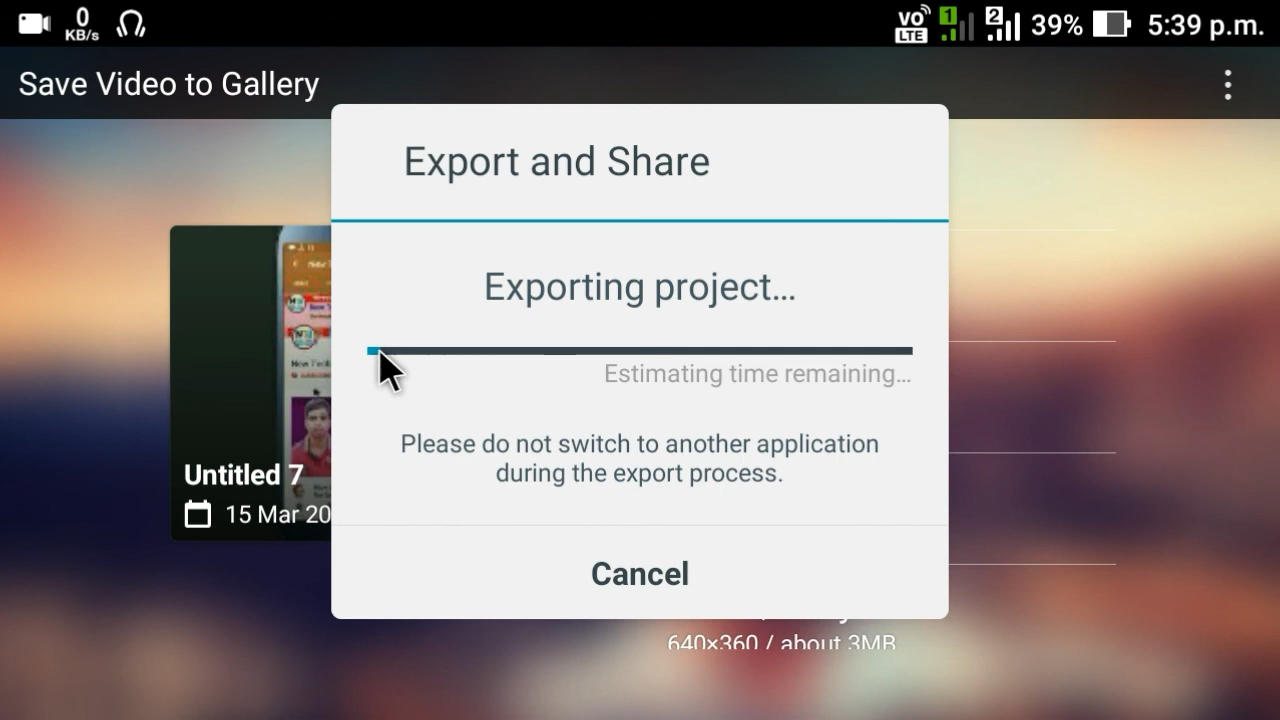 0
KB/s
VO
LTE
1
2
39%
5:39 p.m.
Save Video to Gallery
Export and Share
Exporting project...
Estimating time remaining...
Please do not switch to another application
during the export process.
Cancel
Untitled 7
15 Mar 20
640x360 / about 3MB